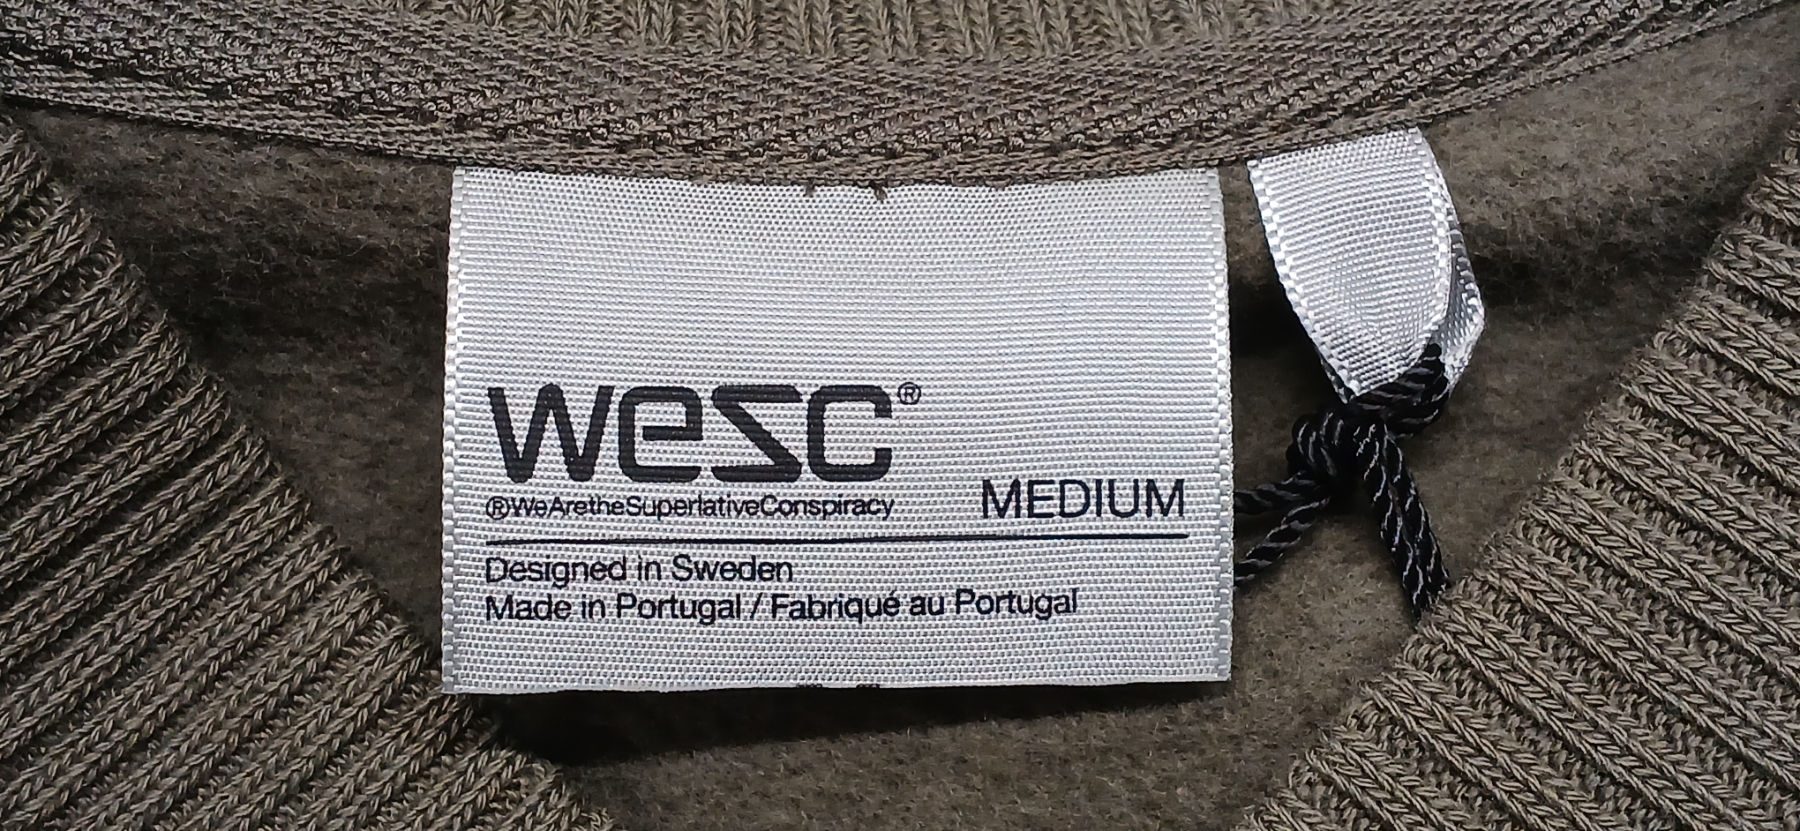 wesc®
®WeAretheSuperlativeConspiracy MEDIUM
Designed in Sweden
Made in Portugal / Fabriqué au Portugal